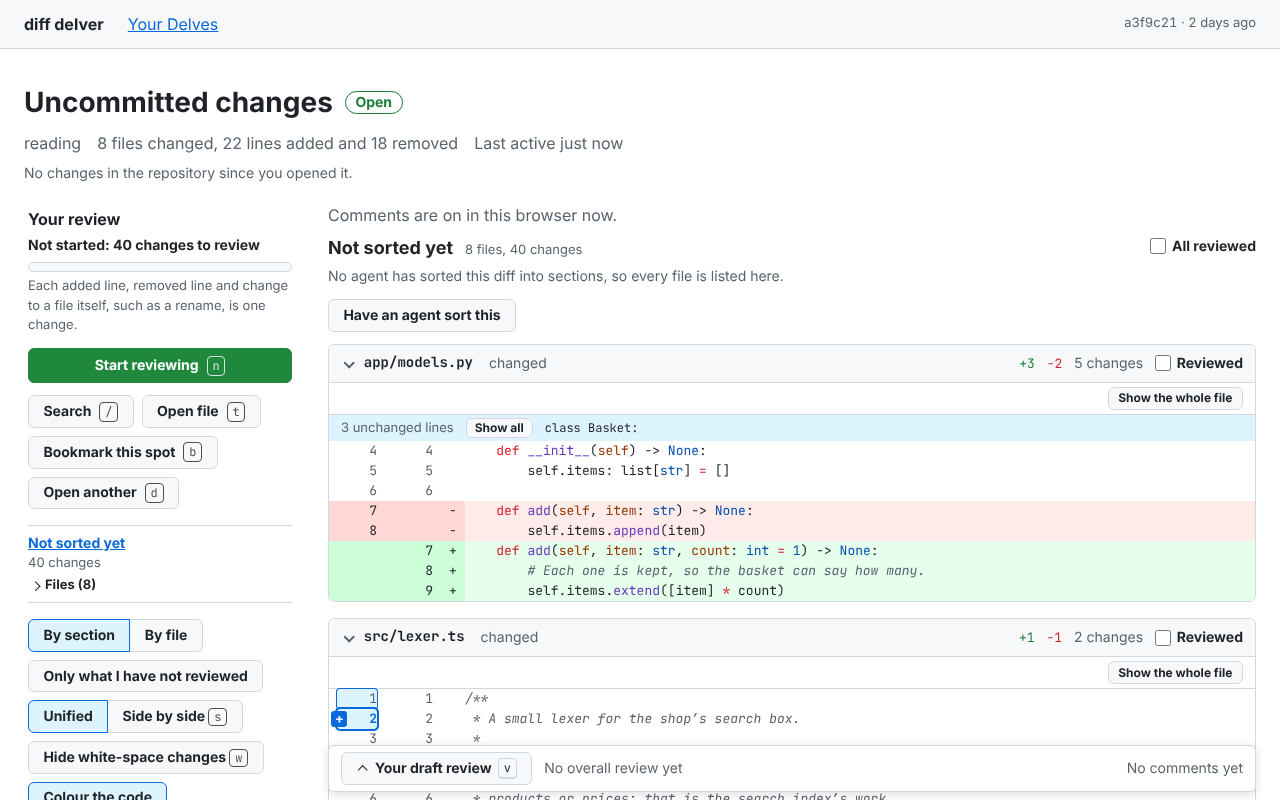 diff delver Your Delves a3f9c21 · 2 days ago
Uncommitted changes Open
reading 8 files changed, 22 lines added and 18 removed Last active just now
No changes in the repository since you opened it.
Your review
Not started: 40 changes to review
Each added line, removed line and change
to a file itself, such as a rename, is one
change.
Start reviewing n
Search / Open file t
Bookmark this spot b
Open another d
Not sorted yet
40 changes
Files (8)
By section By file
Only what I have not reviewed
Unified Side by side s
Hide white-space changes w
Colour the code
Comments are on in this browser now.
Not sorted yet 8 files, 40 changes All reviewed
No agent has sorted this diff into sections, so every file is listed here.
Have an agent sort this
app/models.py changed +3 -2 5 changes Reviewed
Show the whole file
3 unchanged lines Show all class Basket:
4 4 def __init__(self) -> None:
5 5 self.items: list[str] = []
6 6
7 - def add(self, item: str) -> None:
8 - self.items.append(item)
7 + def add(self, item: str, count: int = 1) -> None:
8 + # Each one is kept, so the basket can say how many.
9 + self.items.extend([item] * count)
src/lexer.ts changed +1 -1 2 changes Reviewed
Show the whole file
1 1 /**
+ 2 2 * A small lexer for the shop’s search box.
3 3 *
Your draft review v No overall review yet No comments yet
6 6 * products or prices: that is the search index’s work.